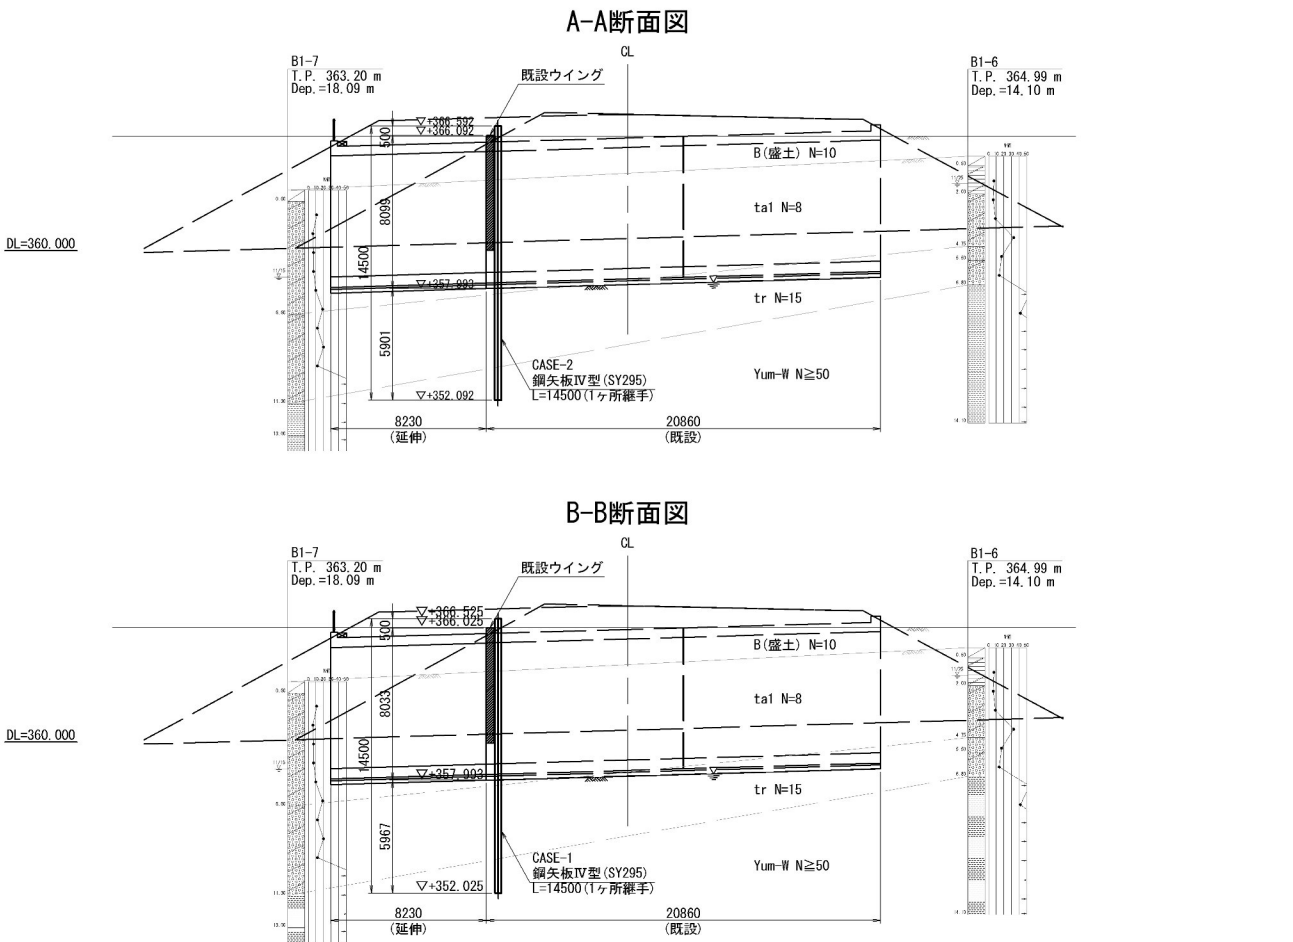 A-A断面図
CL
B1-7
T.P. 363.20 m
Dep.=18.09 m
既設ウイング
B1-6
T.P. 364.99 m
Dep.=14.10 m
▽+366.592
▽+366.092
500
B(盛土) N=10
8099
ta1 N=8
DL=360.000
14500
▽+357.993
tr N=15
5901
CASE-2
鋼矢板Ⅳ型(SY295)
L=14500(1ヶ所継手)
Yum-W N≧50
▽+352.092
8230
(延伸)
20860
(既設)
B-B断面図
CL
B1-7
T.P. 363.20 m
Dep.=18.09 m
既設ウイング
B1-6
T.P. 364.99 m
Dep.=14.10 m
▽+366.525
▽+366.025
500
B(盛土) N=10
8033
ta1 N=8
DL=360.000
14500
▽+357.993
tr N=15
5967
CASE-1
鋼矢板Ⅳ型(SY295)
L=14500(1ヶ所継手)
Yum-W N≧50
▽+352.025
8230
(延伸)
20860
(既設)